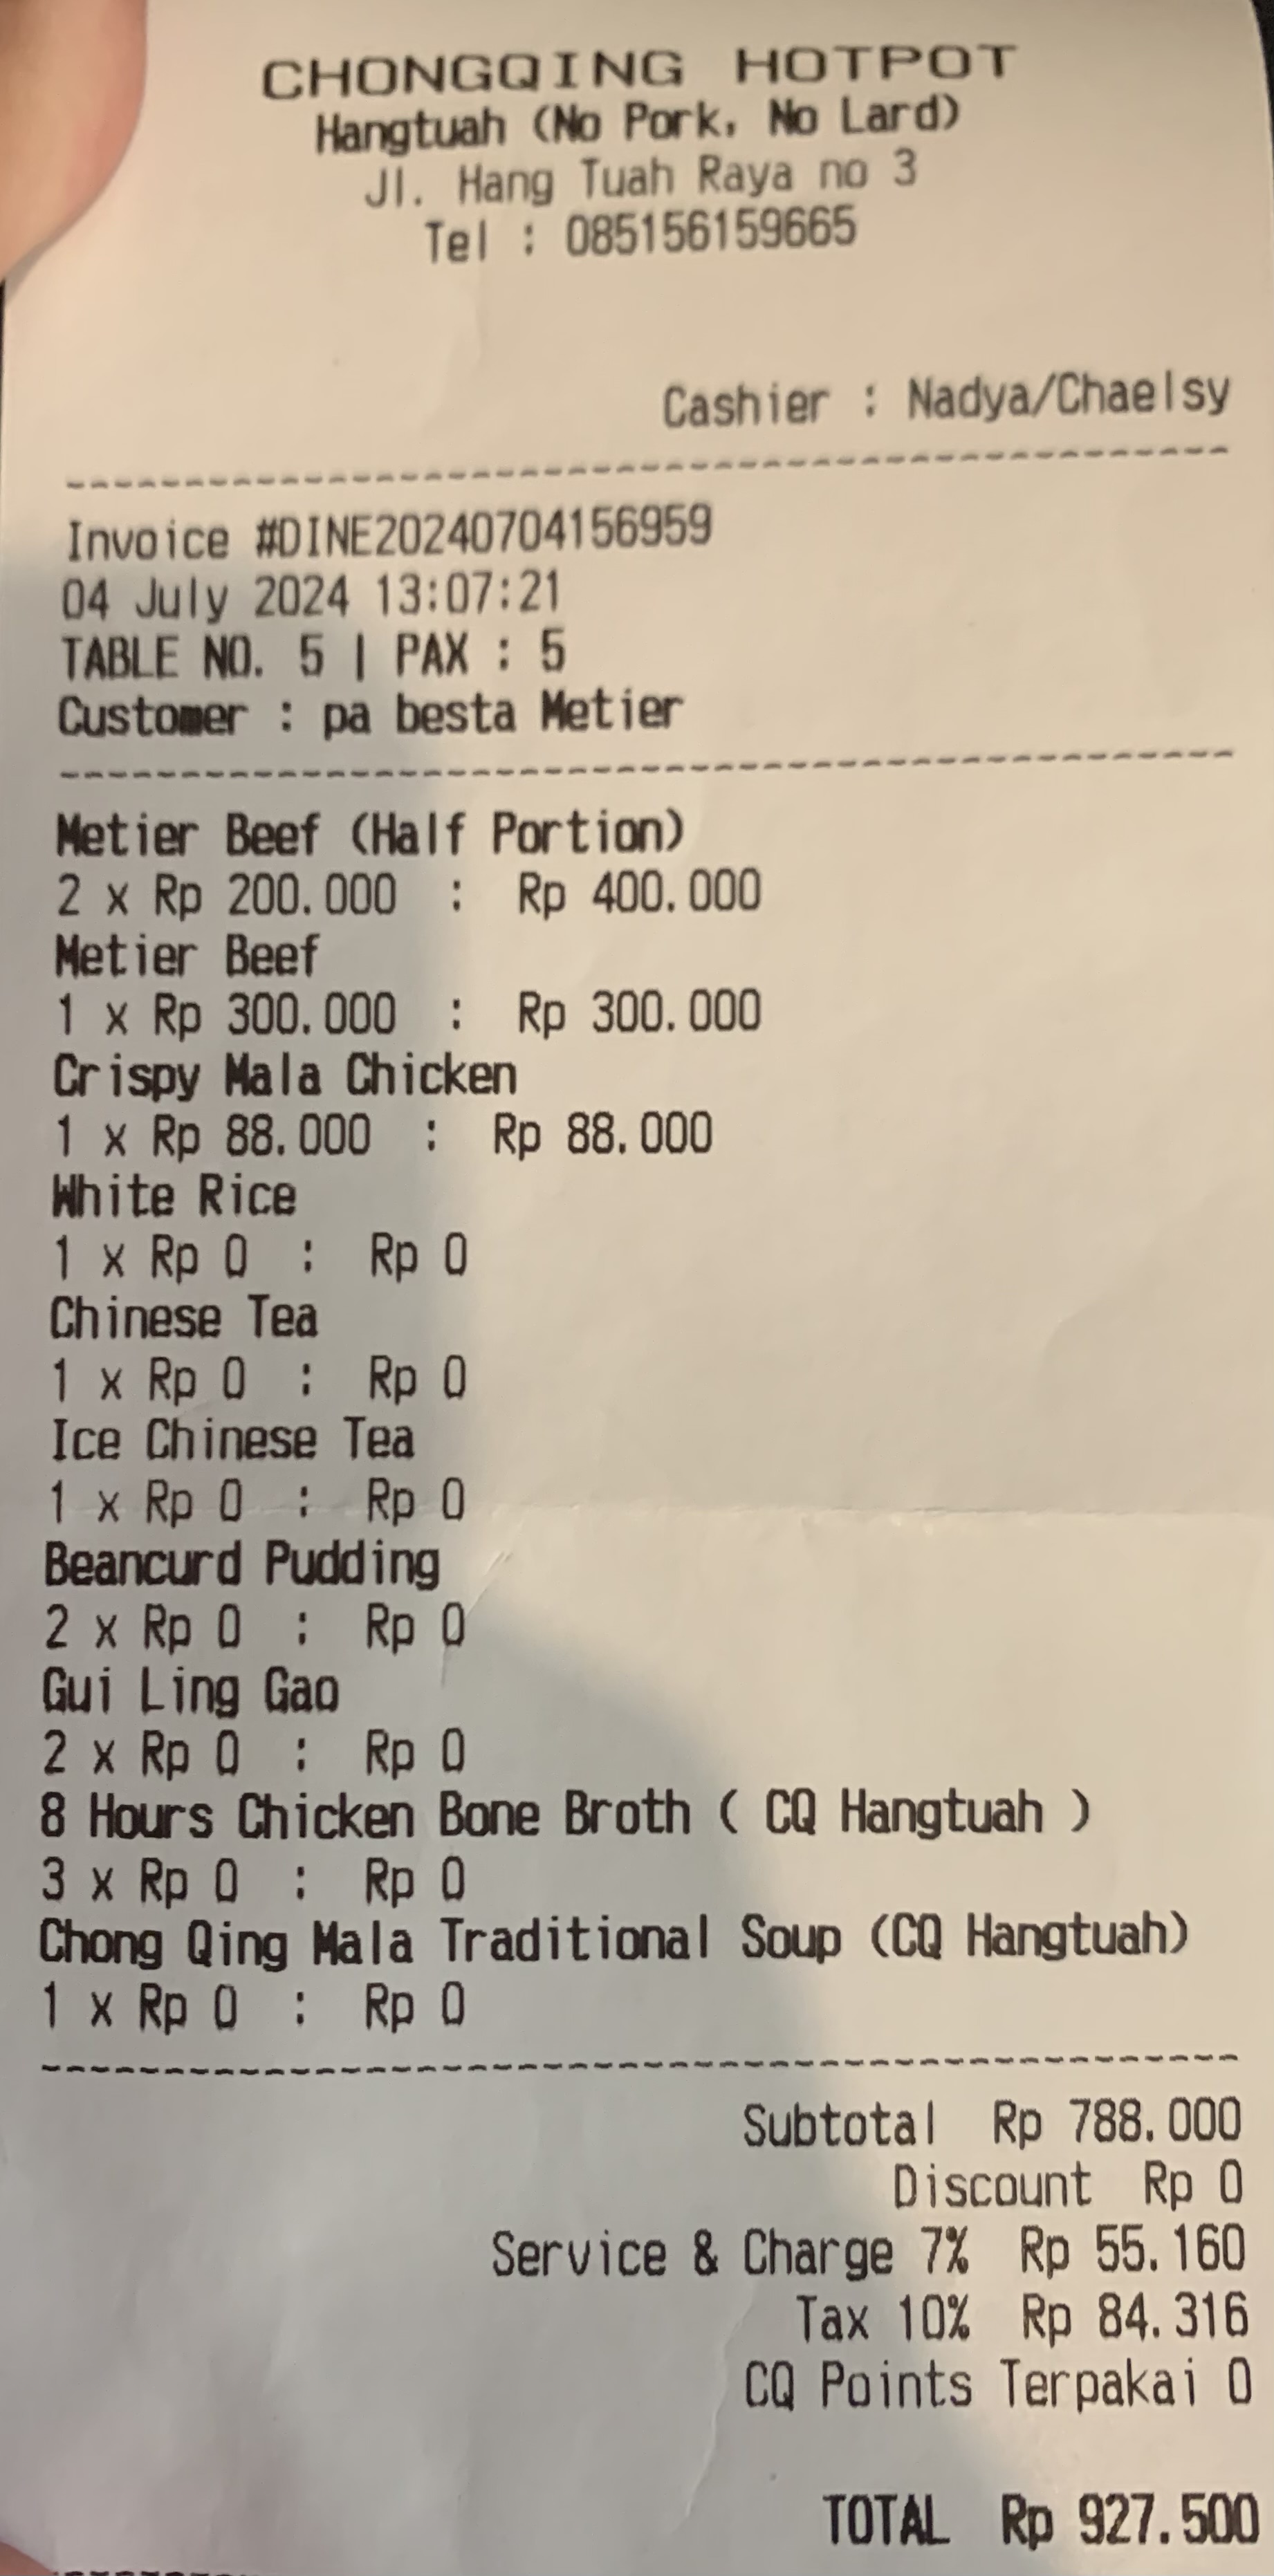 CHONGQING HOTPOT
Hangtuah (No Pork, No Lard)
Jl. Hang Tuah Raya no 3
Tel : 085156159665
Cashier : Nadya/Chaelsy
Invoice #DINE20240704156959
04 July 2024 13:07:21
TABLE NO. 5 | PAX : 5
Customer : pa besta Metier
Metier Beef (Half Portion)
2 x Rp 200.000 : Rp 400.000
Metier Beef
1 x Rp 300.000 : Rp 300.000
Crispy Mala Chicken
1 x Rp 88.000 : Rp 88.000
White Rice
1 x Rp 0 : Rp 0
Chinese Tea
1 x Rp 0 : Rp 0
Ice Chinese Tea
1 x Rp 0 : Rp 0
Beancurd Pudding
2 x Rp 0 : Rp 0
Gui Ling Gao
2 x Rp 0 : Rp 0
8 Hours Chicken Bone Broth ( CQ Hangtuah )
3 x Rp 0 : Rp 0
Chong Qing Mala Traditional Soup (CQ Hangtuah)
1 x Rp 0 : Rp 0
Subtotal Rp 788.000
Discount Rp 0
Service & Charge 7% Rp 55.160
Tax 10% Rp 84.316
CQ Points Terpakai 0
TOTAL Rp 927.500